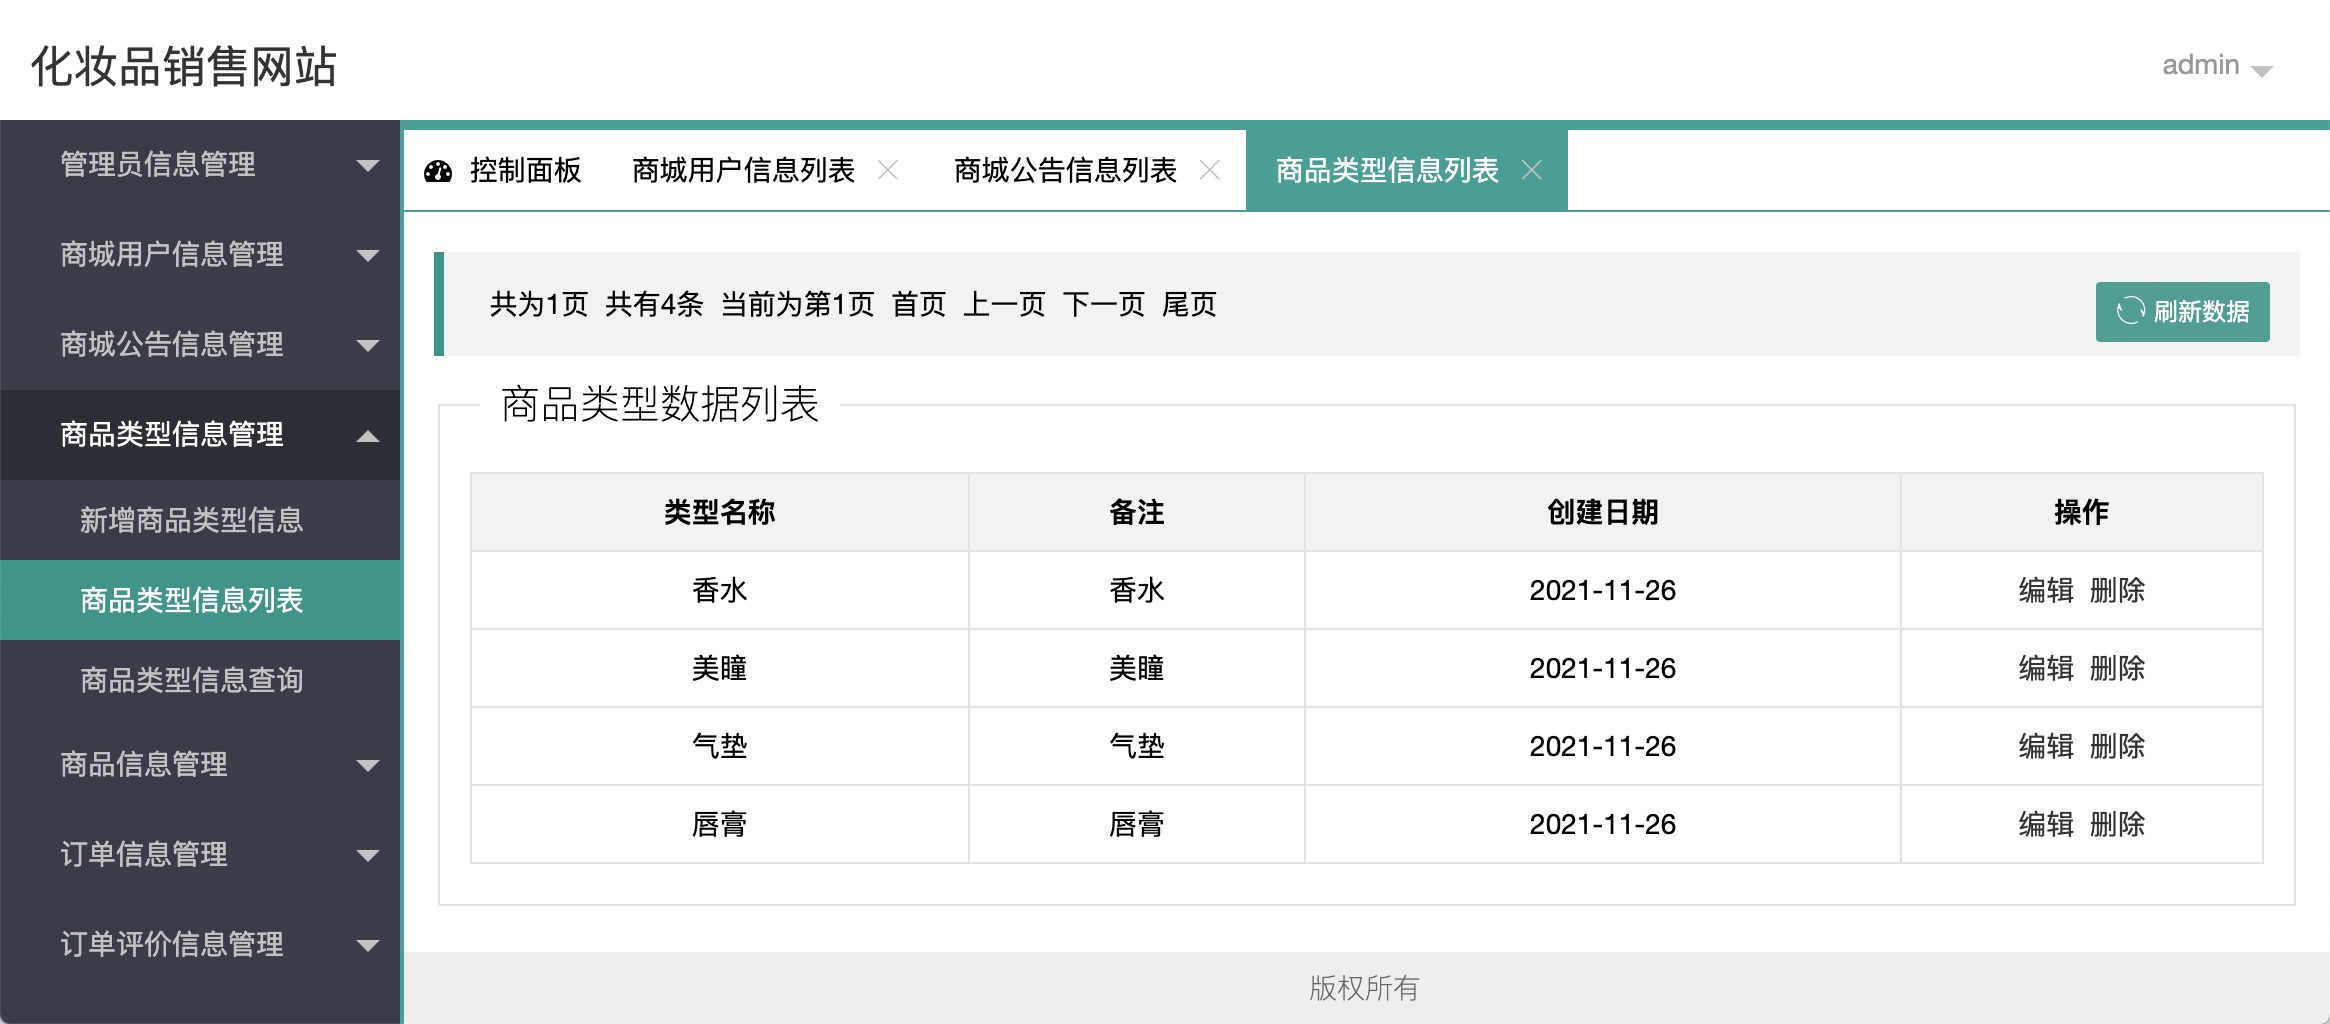 化妆品销售网站
admin
管理员信息管理
商城用户信息管理
商城公告信息管理
商品类型信息管理
新增商品类型信息
商品类型信息列表
商品类型信息查询
商品信息管理
订单信息管理
订单评价信息管理
控制面板 商城用户信息列表 商城公告信息列表 商品类型信息列表
共为1页 共有4条 当前为第1页 首页 上一页 下一页 尾页
刷新数据
商品类型数据列表
类型名称 备注 创建日期 操作
香水 香水 2021-11-26 编辑 删除
美瞳 美瞳 2021-11-26 编辑 删除
气垫 气垫 2021-11-26 编辑 删除
唇膏 唇膏 2021-11-26 编辑 删除
版权所有